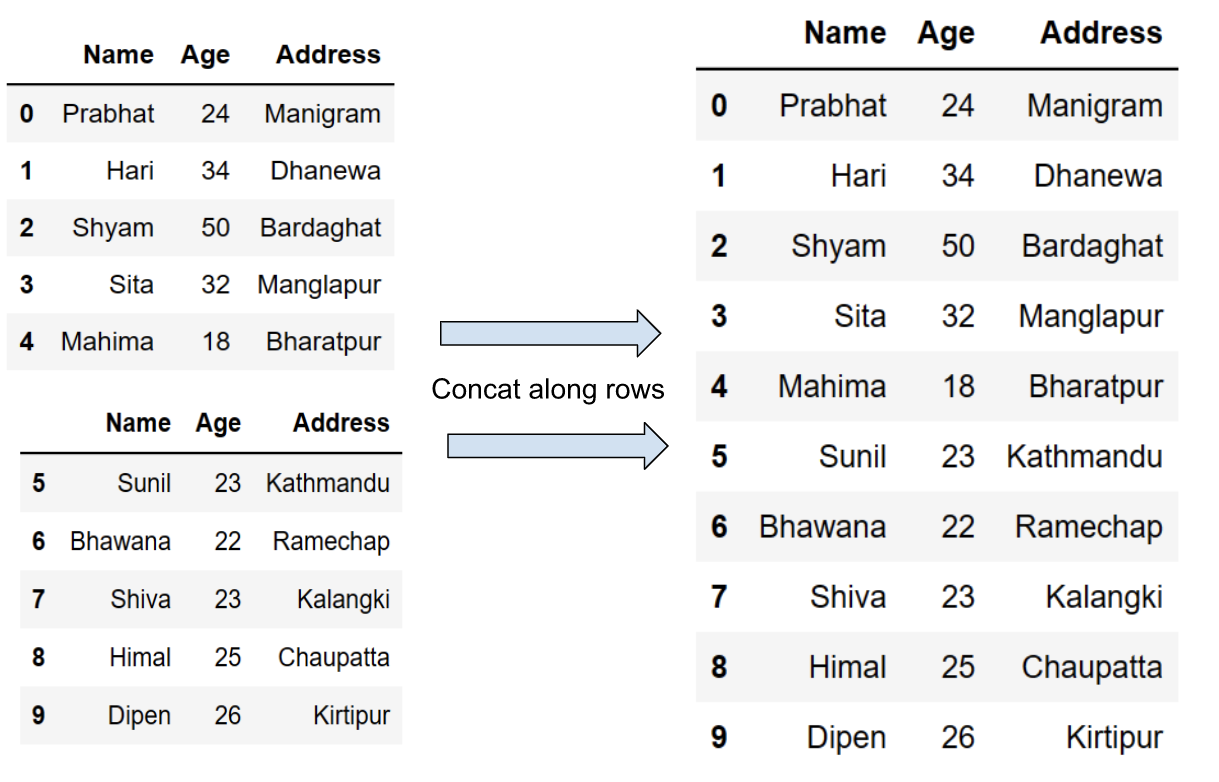 Name Age Address
0 Prabhat 24 Manigram
1 Hari 34 Dhanewa
2 Shyam 50 Bardaghat
3 Sita 32 Manglapur
4 Mahima 18 Bharatpur
Name Age Address
5 Sunil 23 Kathmandu
6 Bhawana 22 Ramechap
7 Shiva 23 Kalangki
8 Himal 25 Chaupatta
9 Dipen 26 Kirtipur
Concat along rows
Name Age Address
0 Prabhat 24 Manigram
1 Hari 34 Dhanewa
2 Shyam 50 Bardaghat
3 Sita 32 Manglapur
4 Mahima 18 Bharatpur
5 Sunil 23 Kathmandu
6 Bhawana 22 Ramechap
7 Shiva 23 Kalangki
8 Himal 25 Chaupatta
9 Dipen 26 Kirtipur